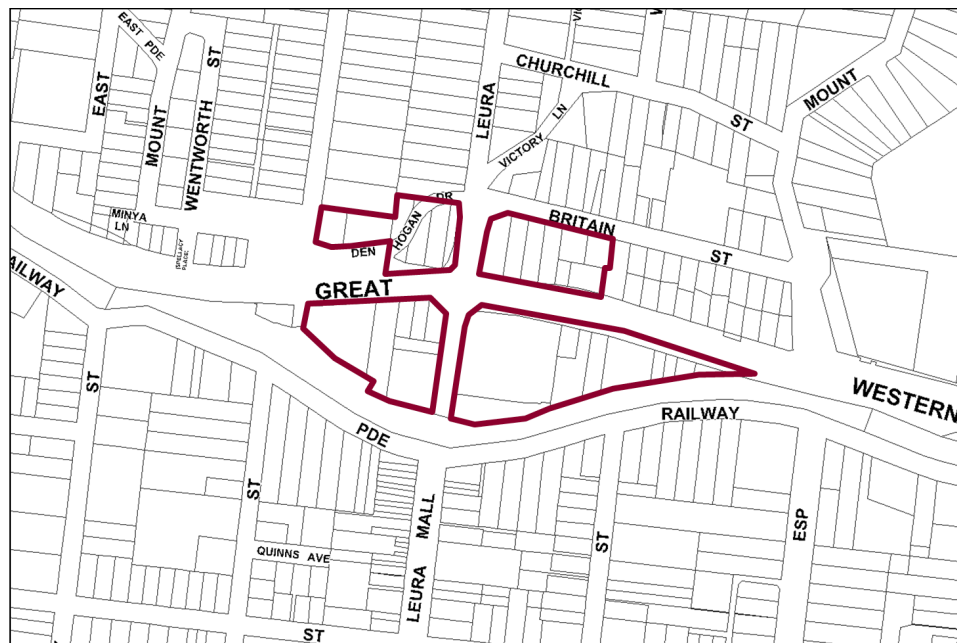 EAST PDE
EAST
MOUNT
WENTWORTH
ST
LEURA
CHURCHILL
ST
MOUNT
VICTORY LN
MINYA
LN
DR
HOGAN
DEN
BRITAIN
ST
GREAT
WESTERN
RAILWAY
PDE
ST
ST
MALL
LEURA
QUINNS AVE
ST
ST
ESP